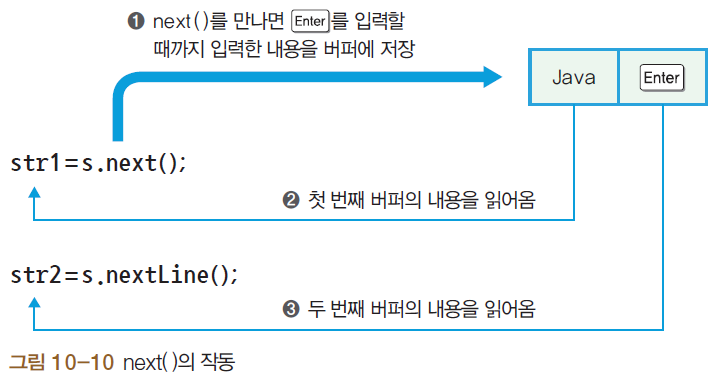 ❶ next( )를 만나면 Enter를 입력할
때까지 입력한 내용을 버퍼에 저장
Java Enter
str1=s.next();
❷ 첫 번째 버퍼의 내용을 읽어옴
str2=s.nextLine();
❸ 두 번째 버퍼의 내용을 읽어옴
그림 10-10 next( )의 작동